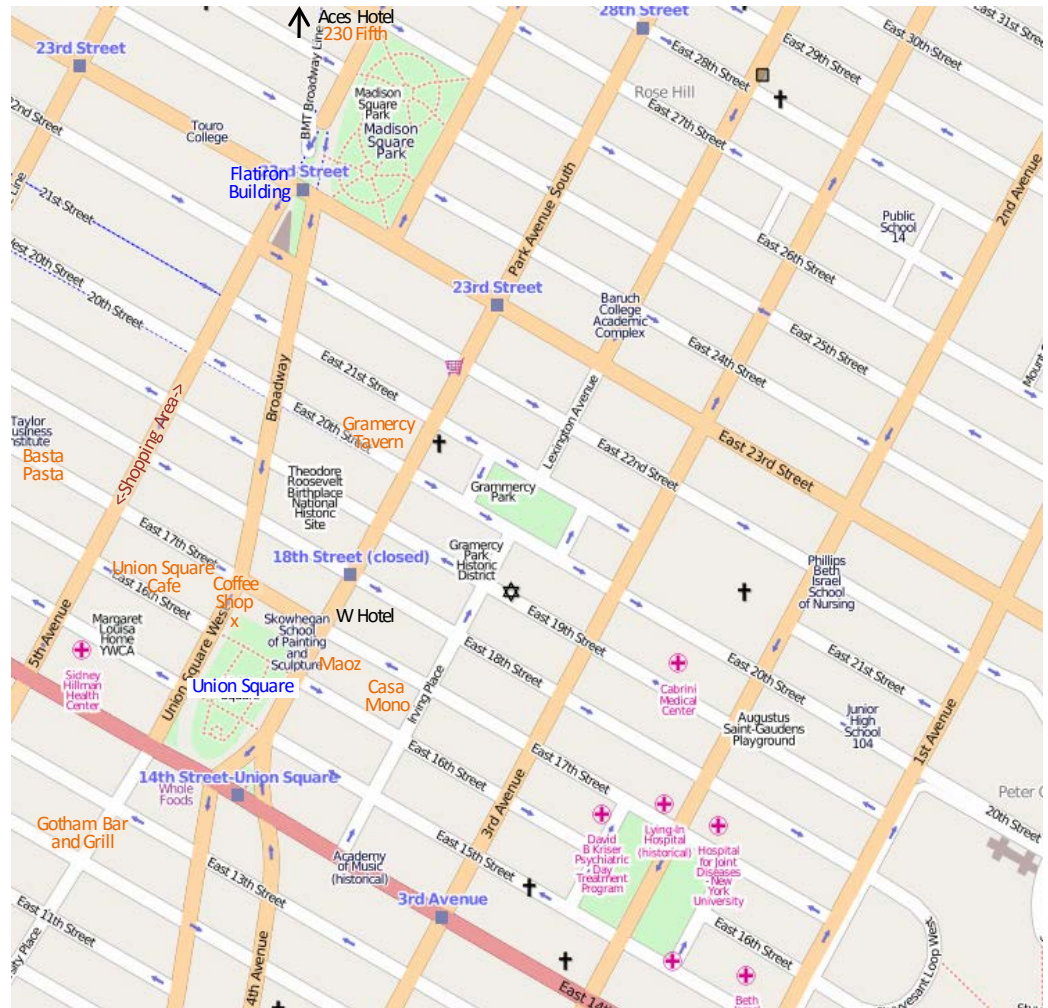 Aces Hotel
230 Fifth
28th Street
East 31st Street
East 30th Street
East 29th Street
East 28th Street
23rd Street
BMT Broadway Line
Madison
Square
Park
Madison
Square
Park
Rose Hill
East 27th Street
22nd Street
Touro
College
Flatiron
Building
23rd Street
Line
21st Street
Park Avenue South
2nd Avenue
Public
School
14
West 20th Street
East 26th Street
20th Street
23rd Street
Baruch
College
Academic
Complex
East 25th Street
East 24th Street
Mount
Broadway
East 21st Street
Lexington Avenue
<-Shopping Area->
East 20th Street
Gramercy
Tavern
Taylor
Business
Institute
Basta
Pasta
East 22nd Street
East 23rd Street
Theodore
Roosevelt
Birthplace
National
Historic
Site
Grammercy
Park
East 17th Street
18th Street (closed)
Gramercy
Park
Historic
District
Phillips
Beth
Israel
School
of Nursing
Union Square
Cafe
East 16th Street
Coffee
Shop
x
W Hotel
Skowhegan
School
of Painting
and
Sculpture
Maoz
Margaret
Louisa
Home
YWCA
5th Avenue
Union Square West
East 19th Street
East 18th Street
East 20th Street
East 21st Street
Sidney
Hillman
Health
Center
Union Square
Casa
Mono
Irving Place
Cabrini
Medical
Center
Augustus
Saint-Gaudens
Playground
Junior
High
School
104
1st Avenue
14th Street-Union Square
Whole
Foods
East 16th Street
East 17th Street
3rd Avenue
Peter C
20th Street
Gotham Bar
and Grill
East 15th Street
David
B Kriser
Psychiatric
Day
Treatment
Program
Lying-In
Hospital
(historical)
Hospital
for Joint
Diseases
- New
York
University
Academy
of Music
(historical)
East 13th Street
3rd Avenue
East 11th Street
East 16th Street
sity Place
4th Avenue
East 14th
Beth
Stuyvesant Loop West